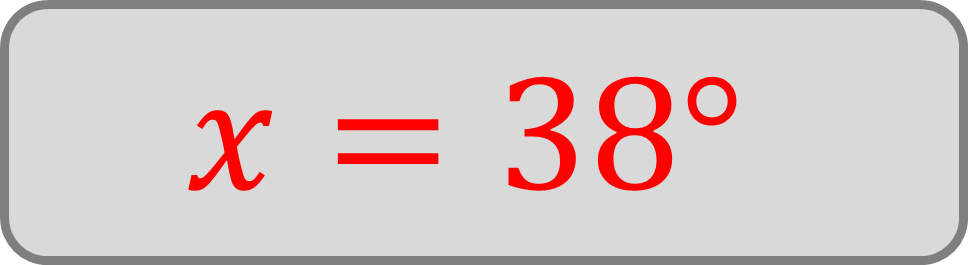 x = 38°